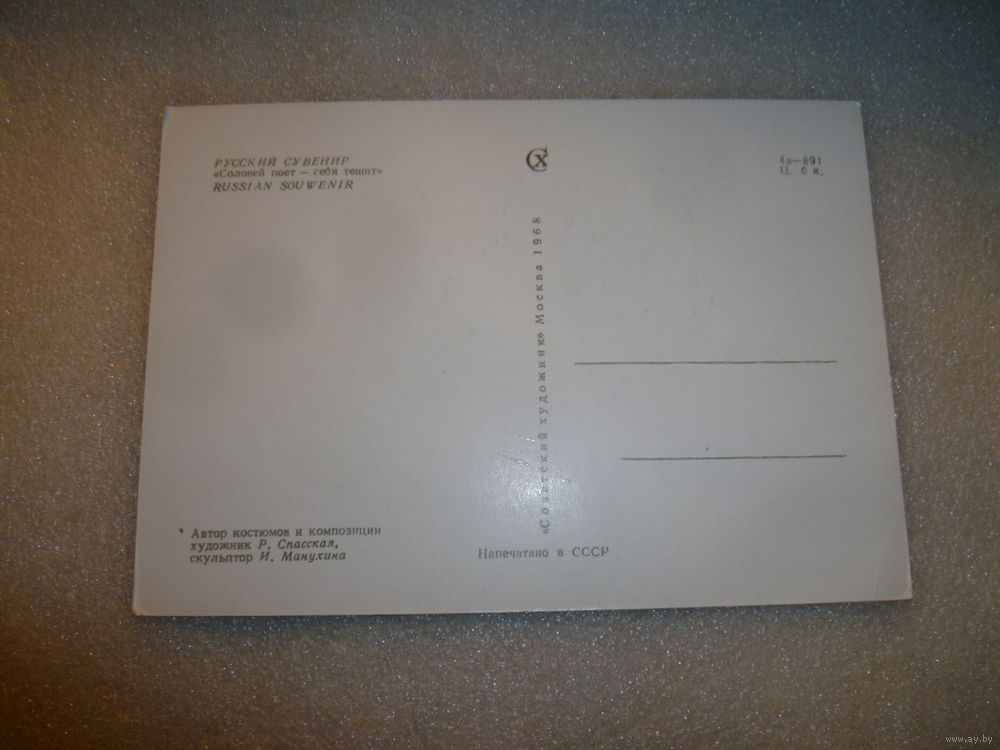 РУССКИЙ СУВЕНИР
«Соловей поет — себя тешит»
RUSSIAN SOUWENIR
СХ
4а—891
Ц. 6 к.
«Советский художник» Москва 1968
Автор костюмов и композиции
художник Р. Спасская,
скульптор И. Манухина
Напечатано в СССР
www.ay.by